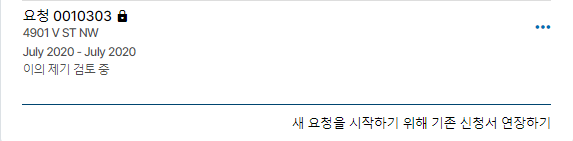 요청 0010303
4901 V ST NW
July 2020 - July 2020
이의 제기 검토 중
새 요청을 시작하기 위해 기존 신청서 연장하기